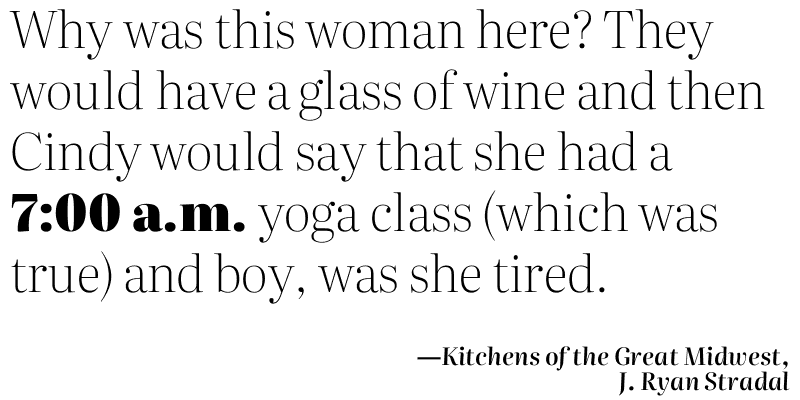 Why was this woman here? They
would have a glass of wine and then
Cindy would say that she had a
7:00 a.m. yoga class (which was
true) and boy, was she tired.
—Kitchens of the Great Midwest,
J. Ryan Stradal